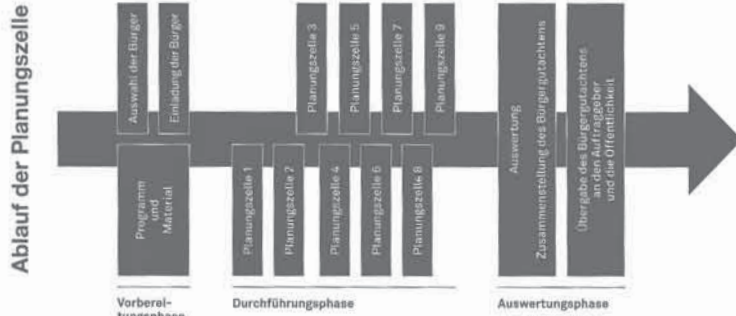 Ablauf der Planungszelle
Auswahl der Bürger
Einladung der Bürger
Programm
und
Material
Planungszelle 1
Planungszelle 2
Planungszelle 3
Planungszelle 4
Planungszelle 5
Planungszelle 6
Planungszelle 7
Planungszelle 8
Planungszelle 9
Auswertung
Zusammenstellung des Bürgergutachtens
Übergabe des Bürgergutachtens
an den Auftraggeber
und die Öffentlichkeit
Vorberei-
tungsphase
Durchführungsphase
Auswertungsphase